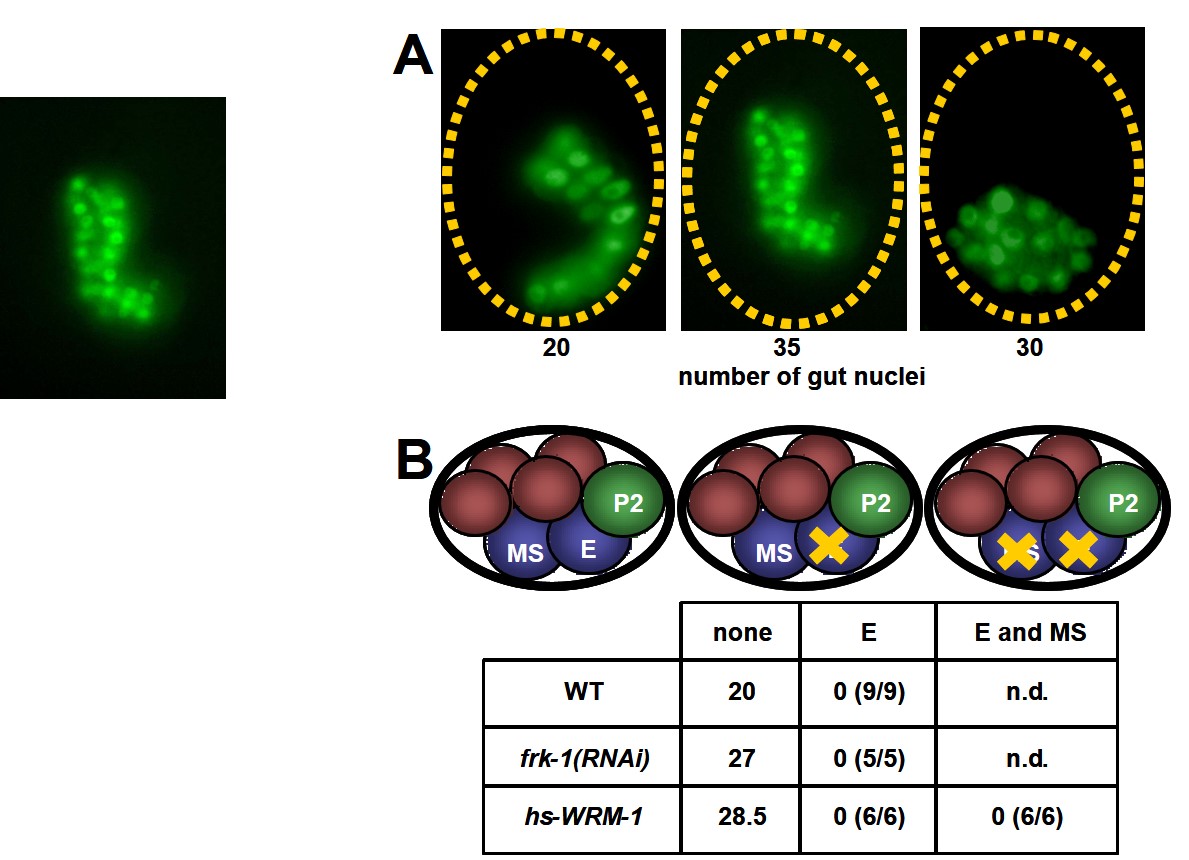 A
20 35 30
number of gut nuclei
B
P2 P2 P2
MS E MS
none E E and MS
WT 20 0 (9/9) n.d.
frk-1(RNAi) 27 0 (5/5) n.d.
hs-WRM-1 28.5 0 (6/6) 0 (6/6)